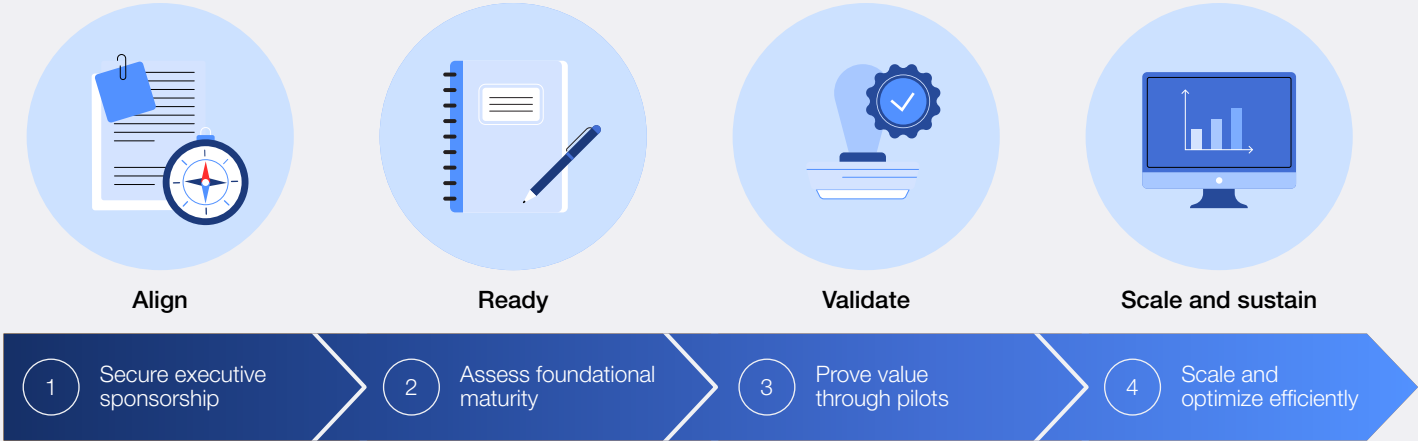 Align
Ready
Validate
Scale and sustain
1
Secure executive
sponsorship
2
Assess foundational
maturity
3
Prove value
through pilots
4
Scale and
optimize efficiently